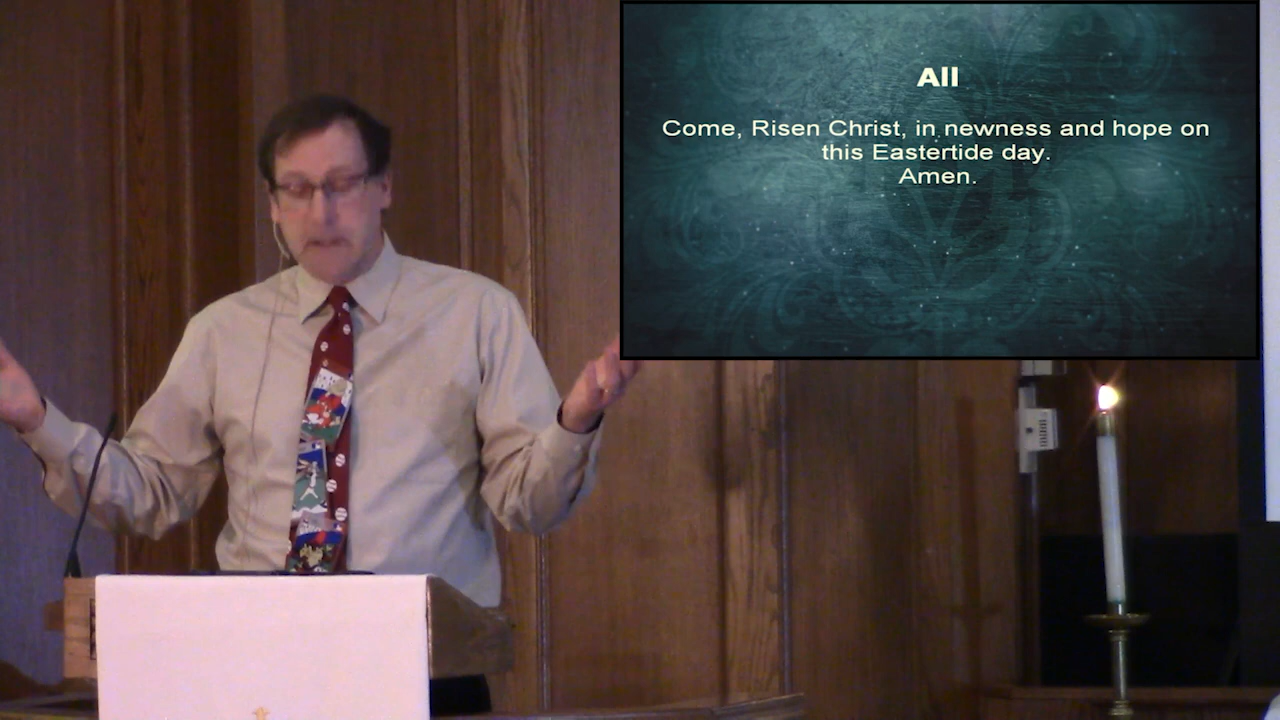 All
Come, Risen Christ, in newness and hope on
this Eastertide day.
Amen.